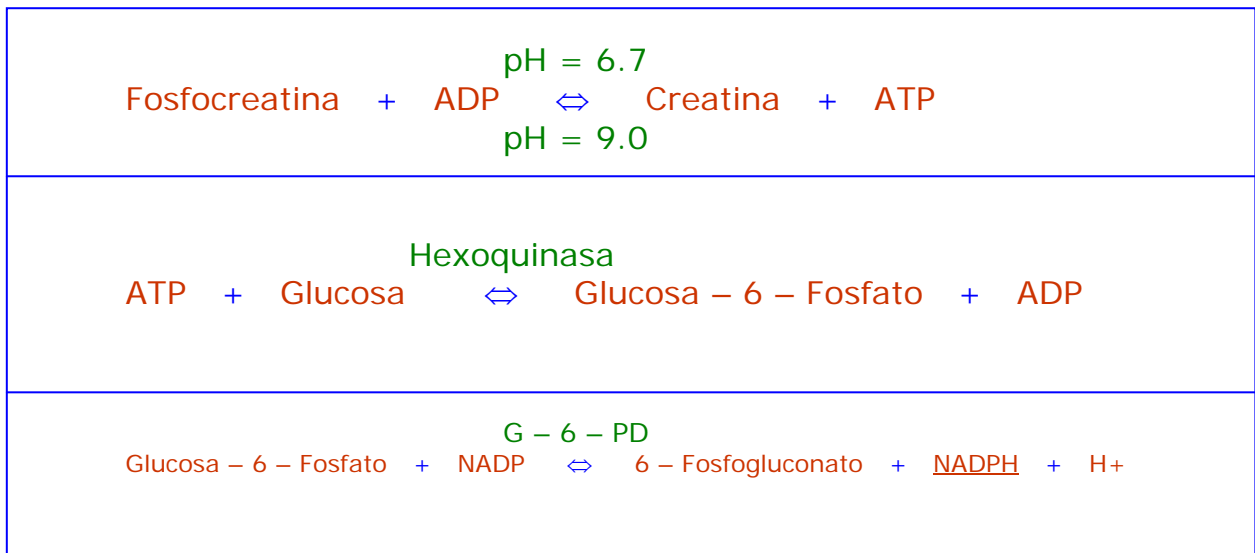 pH = 6.7
Fosfocreatina + ADP ⇔ Creatina + ATP
pH = 9.0
Hexoquinasa
ATP + Glucosa ⇔ Glucosa – 6 – Fosfato + ADP
G – 6 – PD
Glucosa – 6 – Fosfato + NADP ⇔ 6 – Fosfogluconato + NADPH + H+